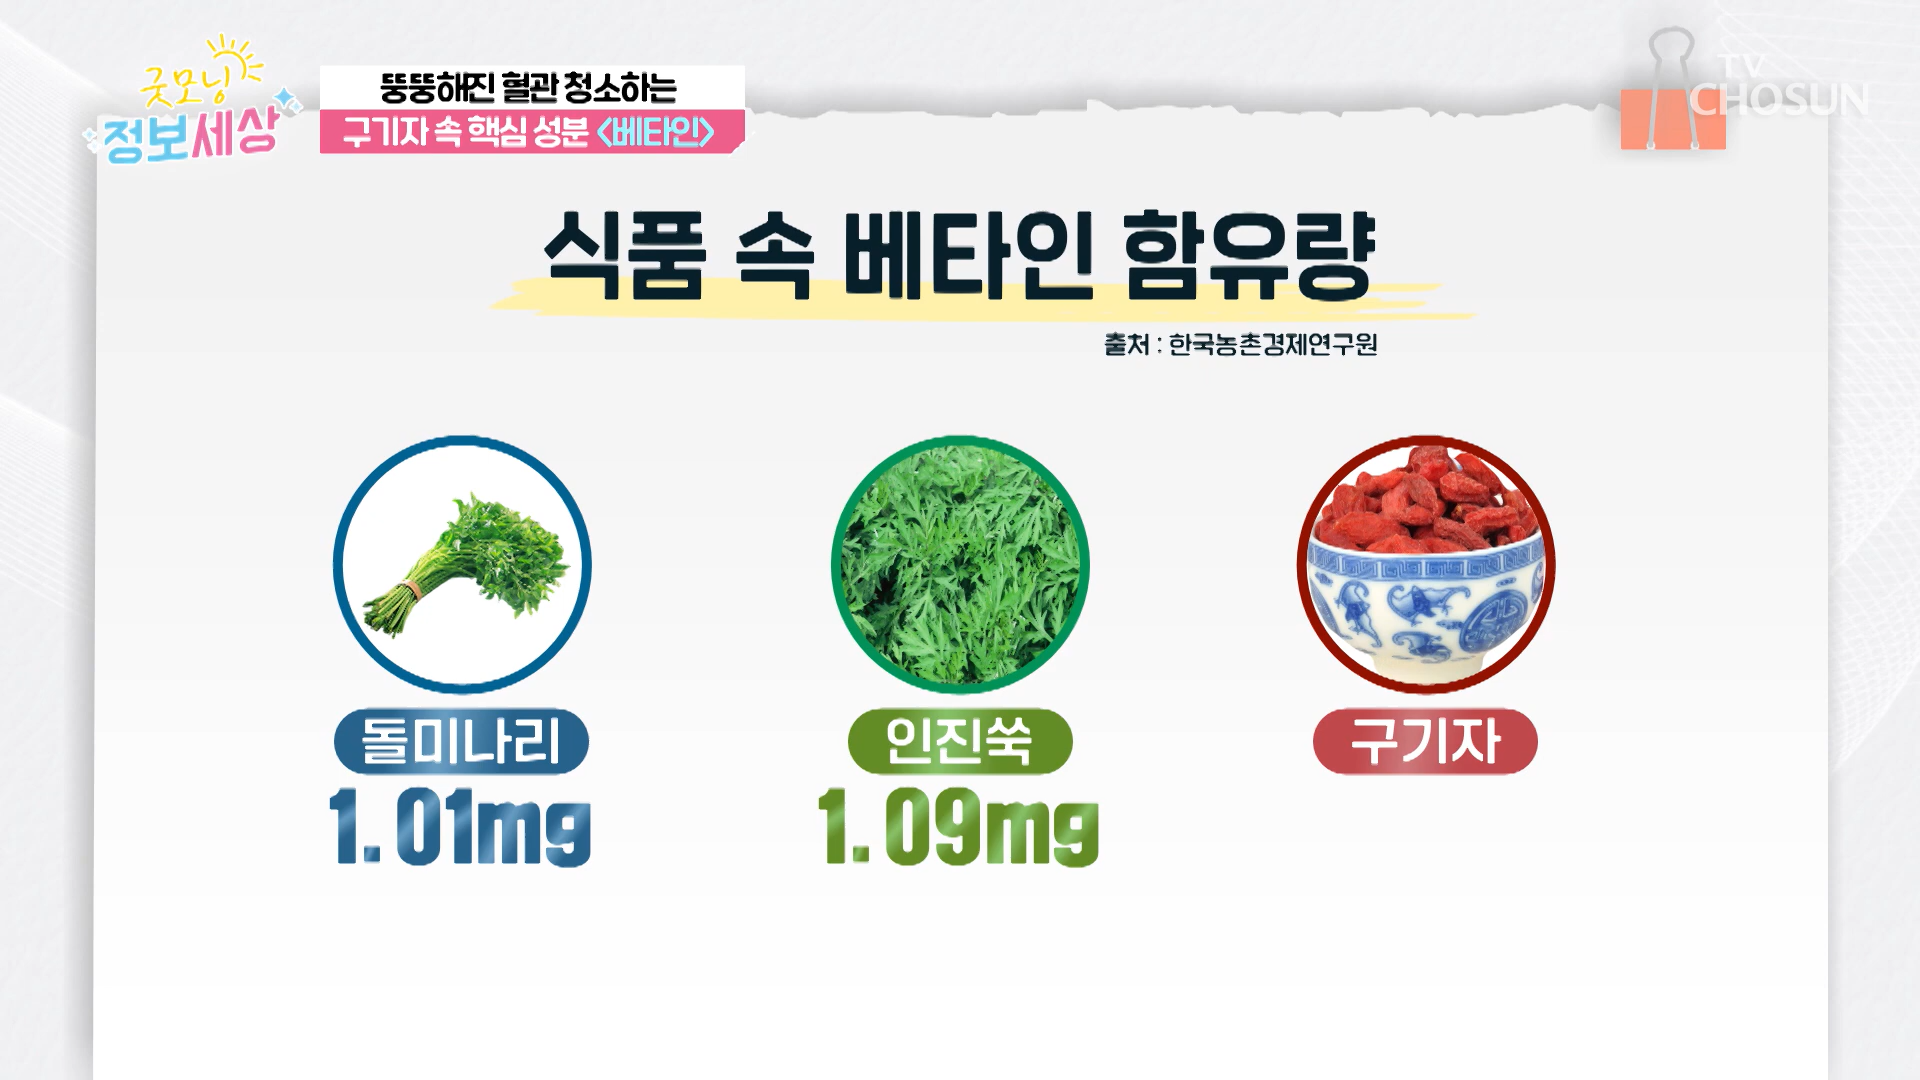 굿모닝
정보세상
뚱뚱해진 혈관 청소하는
구기자 속 핵심 성분 <베타인>
TV
CHOSUN
식품 속 베타인 함유량
출처 : 한국농촌경제연구원
돌미나리
1.01mg
인진쑥
1.09mg
구기자